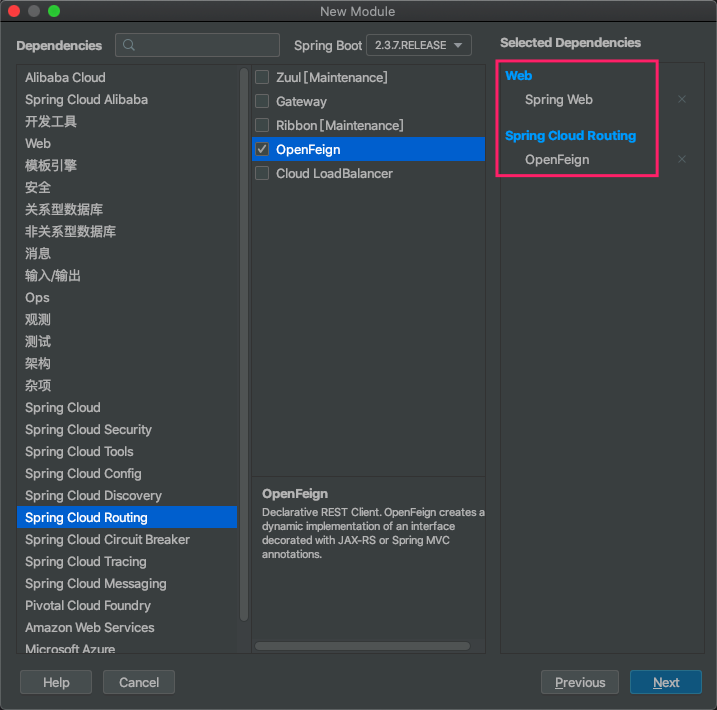 New Module
Dependencies
Spring Boot
2.3.7.RELEASE
Selected Dependencies
Alibaba Cloud
Spring Cloud Alibaba
开发工具
Web
模板引擎
安全
关系型数据库
非关系型数据库
消息
输入/输出
Ops
观测
测试
架构
杂项
Spring Cloud
Spring Cloud Security
Spring Cloud Tools
Spring Cloud Config
Spring Cloud Discovery
Spring Cloud Routing
Spring Cloud Circuit Breaker
Spring Cloud Tracing
Spring Cloud Messaging
Pivotal Cloud Foundry
Amazon Web Services
Microsoft Azure
Zuul [Maintenance]
Gateway
Ribbon [Maintenance]
OpenFeign
Cloud LoadBalancer
OpenFeign
Declarative REST Client. OpenFeign creates a
dynamic implementation of an interface
decorated with JAX-RS or Spring MVC
annotations.
Web
Spring Web
Spring Cloud Routing
OpenFeign
Help
Cancel
Previous
Next